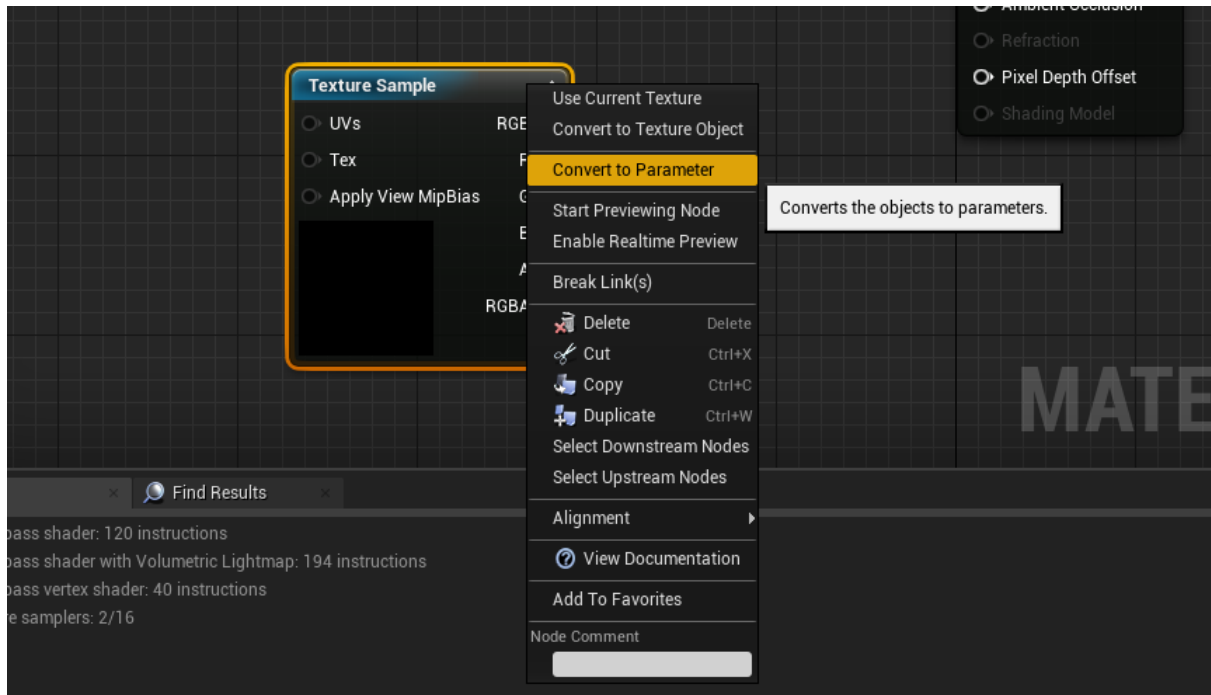 Ambient Occlusion
Refraction
Pixel Depth Offset
Shading Model
Texture Sample
UVs
Tex
Apply View MipBias
Use Current Texture
Convert to Texture Object
Convert to Parameter
Converts the objects to parameters.
Start Previewing Node
Enable Realtime Preview
Break Link(s)
Delete Delete
Cut Ctrl+X
Copy Ctrl+C
Duplicate Ctrl+W
Select Downstream Nodes
Select Upstream Nodes
Alignment
View Documentation
Add To Favorites
Node Comment
MATE
Find Results
pass shader: 120 instructions
pass shader with Volumetric Lightmap: 194 instructions
pass vertex shader: 40 instructions
re samplers: 2/16